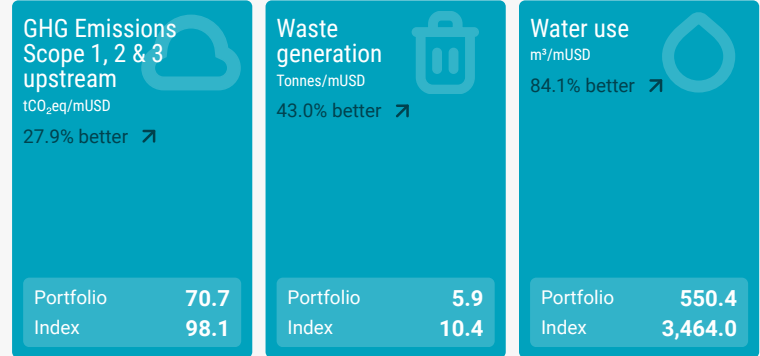 GHG Emissions
Scope 1, 2 & 3
upstream
tCO₂eq/mUSD
27.9% better
Portfolio 70.7
Index 98.1
Waste
generation
Tonnes/mUSD
43.0% better
Portfolio 5.9
Index 10.4
Water use
m³/mUSD
84.1% better
Portfolio 550.4
Index 3,464.0